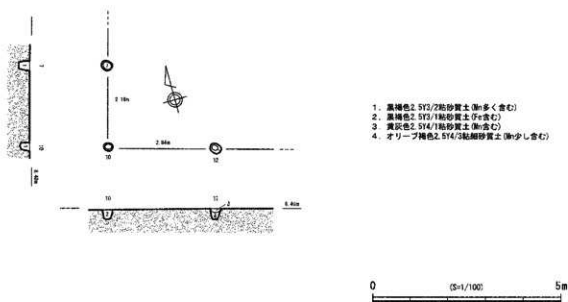 1. 黒褐色2.5Y3/2粘砂質土(Mn多く含む)
2. 黒褐色2.5Y3/1粘砂質土(Fe含む)
3. 黄灰色2.5Y4/1粘砂質土(Mn含む)
4. オリーブ褐色2.5Y4/3粘細砂質土(Mn少し含む)
10
10
12
10
2
0 (S=1/100) 5m